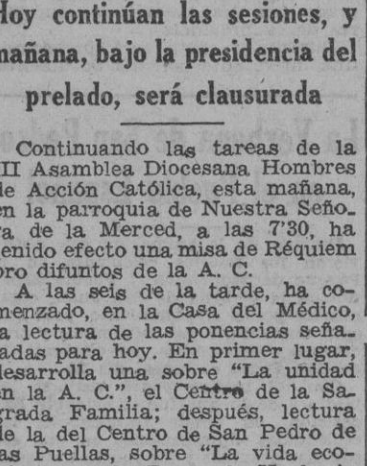 Hoy continúan las sesiones, y
mañana, bajo la presidencia del
prelado, será clausurada
Continuando las tareas de la
II Asamblea Diocesana Hombres
de Acción Católica, esta mañana,
en la parroquia de Nuestra Seño-
ra de la Merced, a las 7'30, ha
tenido efecto una misa de Réquiem
pro difuntos de la A. C.
A las seis de la tarde, ha co-
menzado, en la Casa del Médico,
la lectura de las ponencias seña-
ladas para hoy. En primer lugar,
desarrolla una sobre "La unidad
en la A. C.", el Centro de la Sa-
grada Familia; después, lectura
de la del Centro de San Pedro de
las Puellas, sobre "La vida eco-